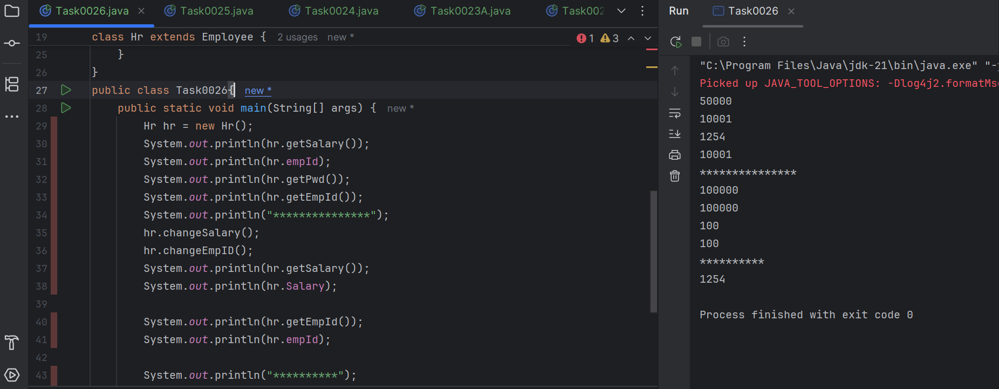 Task0026.java Task0025.java Task0024.java Task0023A.java Task002
19 class Hr extends Employee { 2 usages new *
1 3
25 }
26 }
27 public class Task0026{ new *
28 public static void main(String[] args) { new *
29 Hr hr = new Hr();
30 System.out.println(hr.getSalary());
31 System.out.println(hr.empId);
32 System.out.println(hr.getPwd());
33 System.out.println(hr.getEmpId());
34 System.out.println("***************");
35 hr.changeSalary();
36 hr.changeEmpID();
37 System.out.println(hr.getSalary());
38 System.out.println(hr.Salary);
39
40 System.out.println(hr.getEmpId());
41 System.out.println(hr.empId);
42
43 System.out.println("**********");
Run Task0026
"C:\Program Files\Java\jdk-21\bin\java.exe" "-
Picked up JAVA_TOOL_OPTIONS: -Dlog4j2.formatMs
50000
10001
1254
10001
***************
100000
100000
100
100
**********
1254
Process finished with exit code 0